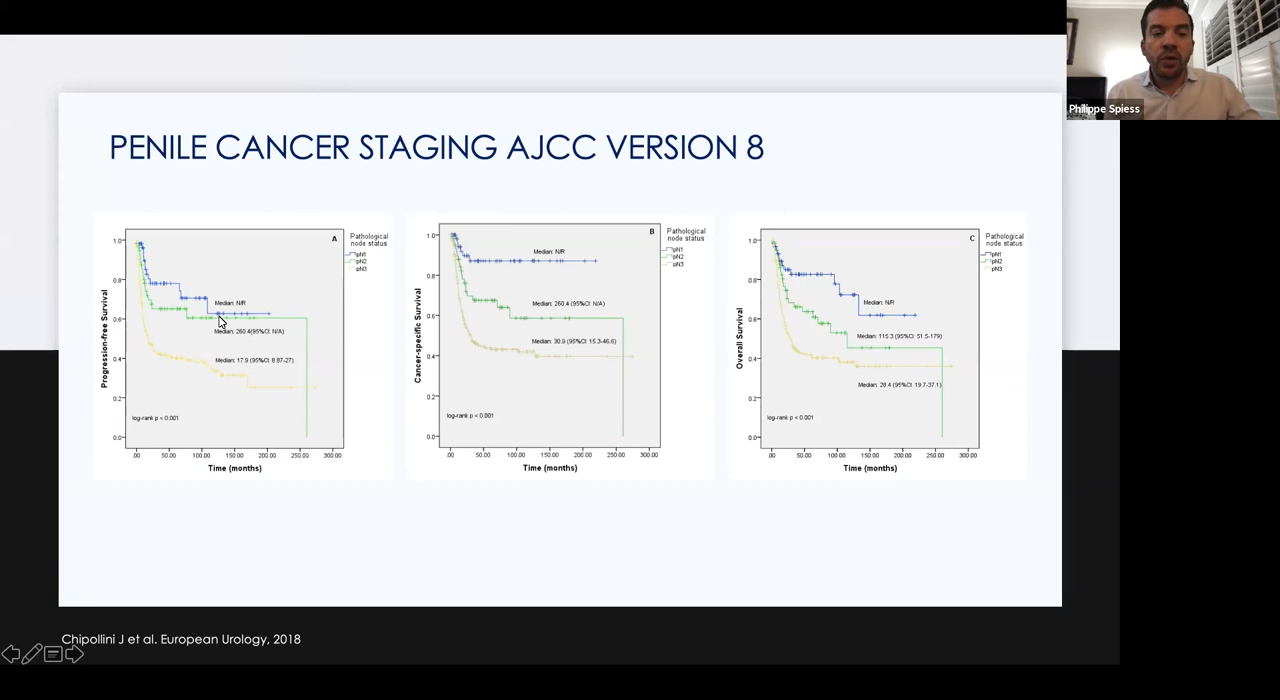 Philippe Spiess
PENILE CANCER STAGING AJCC VERSION 8
A
Pathological
node status
pN1
pN2
pN3
Progression-free Survival
1.0
0.8
0.6
0.4
0.2
0.0
Median: N/R
Median: 260.4(95%CI: N/A)
Median: 17.9 (95%CI: 8.87-27)
log-rank p < 0.001
.00 50.00 100.00 150.00 200.00 250.00 300.00
Time (months)
B
Pathological
node status
pN1
pN2
pN3
Cancer-specific Survival
1.0
0.8
0.6
0.4
0.2
0.0
Median: N/R
Median: 260.4 (95%CI: N/A)
Median: 30.9 (95%CI: 15.3-46.6)
log-rank p < 0.001
.00 50.00 100.00 150.00 200.00 250.00 300.00
Time (months)
C
Pathological
node status
pN1
pN2
pN3
Overall Survival
1.0
0.8
0.6
0.4
0.2
0.0
Median: N/R
Median: 115.3 (95%CI: 51.5-179)
Median: 28.4 (95%CI: 19.7-37.1)
log-rank p < 0.001
.00 50.00 100.00 150.00 200.00 250.00 300.00
Time (months)
Chipollini J et al. European Urology, 2018